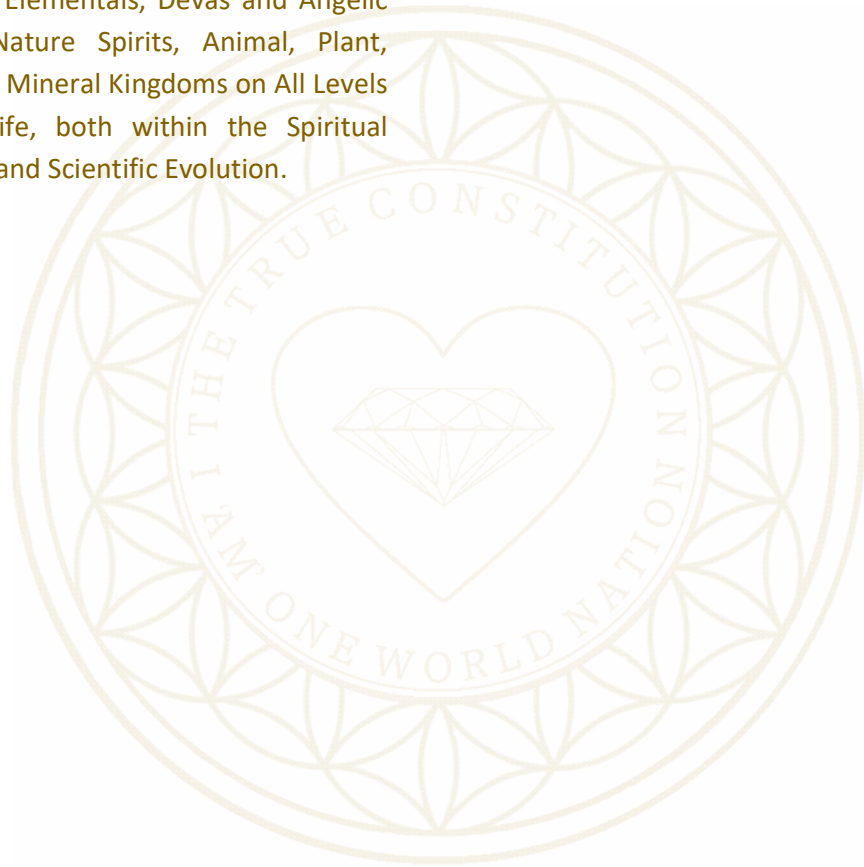 Elementals, Devas and Angelic
Nature Spirits, Animal, Plant,
Mineral Kingdoms on All Levels
ife, both within the Spiritual
and Scientific Evolution.
THE TRUE CONSTITUTION
I 'AM' ONE WORLD NATION